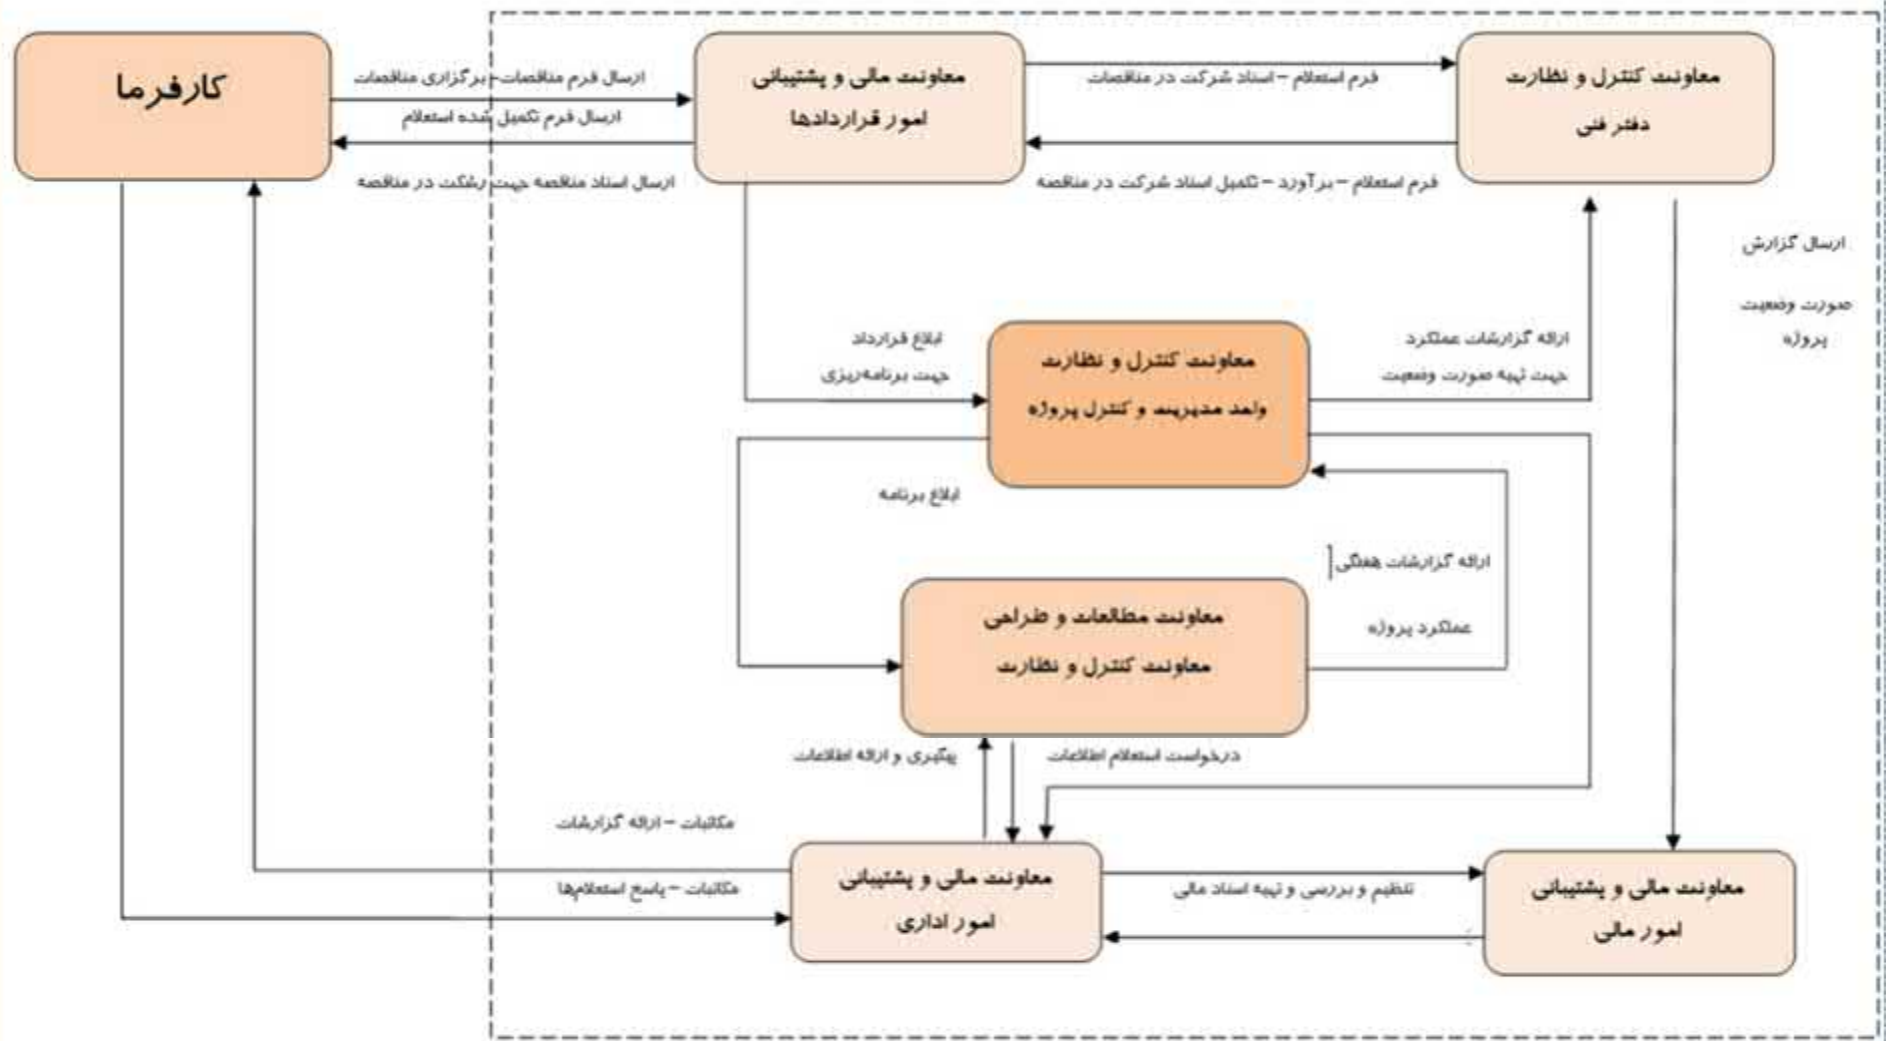 کارفرما
ارسال فرم مناقصات- برگزاری مناقصات
ارسال فرم تکمیل شده استعلام
ارسال اسناد مناقصه جهت رشکت در مناقصه
معاونت مالی و پشتیبانی
امور قراردادها
فرم استعلام – اسناد شرکت در مناقصات
فرم استعلام – برآورد – تکمیل اسناد شرکت در مناقصه
معاونت کنترل و نظارت
دفتر فنی
ارسال گزارش
صورت وضعیت
پروژه
ابلاغ قرارداد
جهت برنامه‌ریزی
معاونت کنترل و نظارت
واحد مدیریت و کنترل پروژه
ارائه گزارشات عملکرد
جهت تهیه صورت وضعیت
ابلاغ برنامه
ارائه گزارشات هفتگی
عملکرد پروژه
معاونت مطالعات و طراحی
معاونت کنترل و نظارت
پیگیری و ارائه اطلاعات
درخواست استعلام اطلاعات
مکاتبات – ارائه گزارشات
مکاتبات – پاسخ استعلام‌ها
معاونت مالی و پشتیبانی
امور اداری
تنظیم و بررسی و تهیه اسناد مالی
معاونت مالی و پشتیبانی
امور مالی